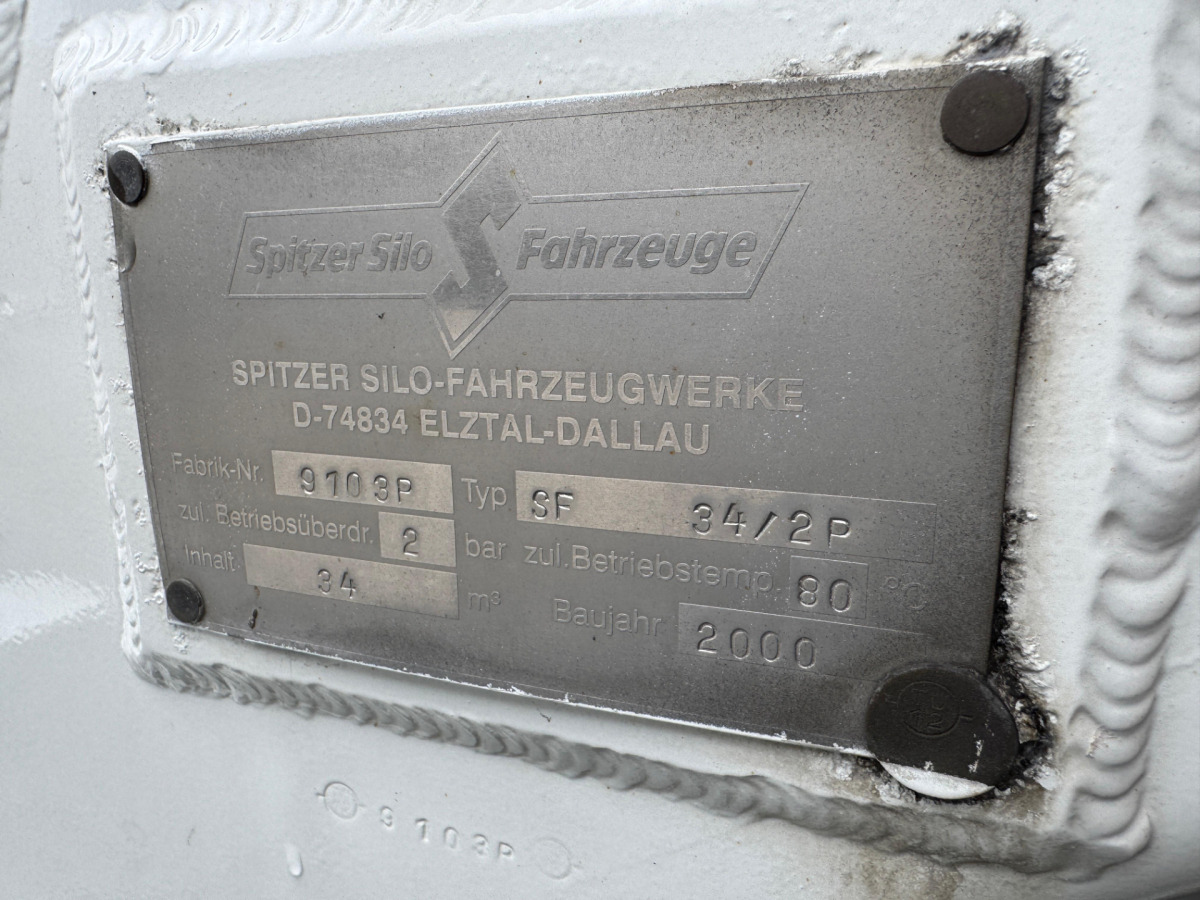 Spitzer Silo S Fahrzeuge
SPITZER SILO-FAHRZEUGWERKE
D-74834 ELZTAL-DALLAU
Fabrik-Nr. 9103P Typ SF 34/2P
zul. Betriebsüberdr. 2 bar zul. Betriebstemp. 80 °C
Inhalt 34 m³ Baujahr 2000
9103P